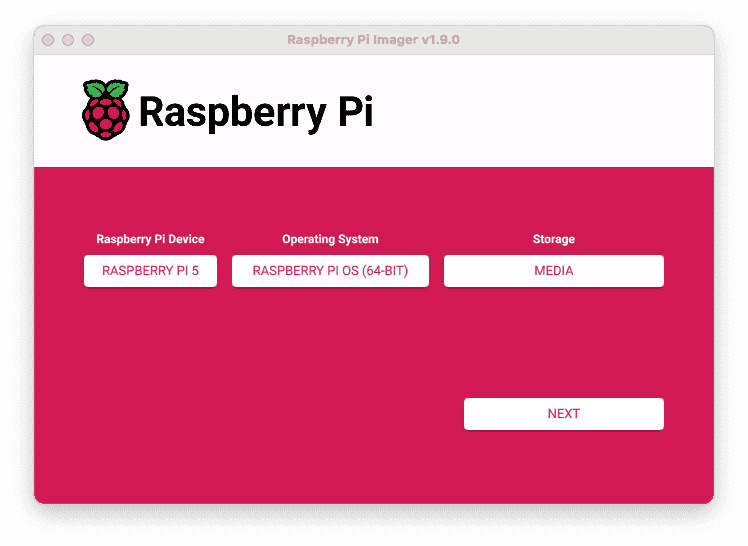 Raspberry Pi Imager v1.9.0
Raspberry Pi
Raspberry Pi Device
Operating System
Storage
RASPBERRY PI 5
RASPBERRY PI OS (64-BIT)
MEDIA
NEXT